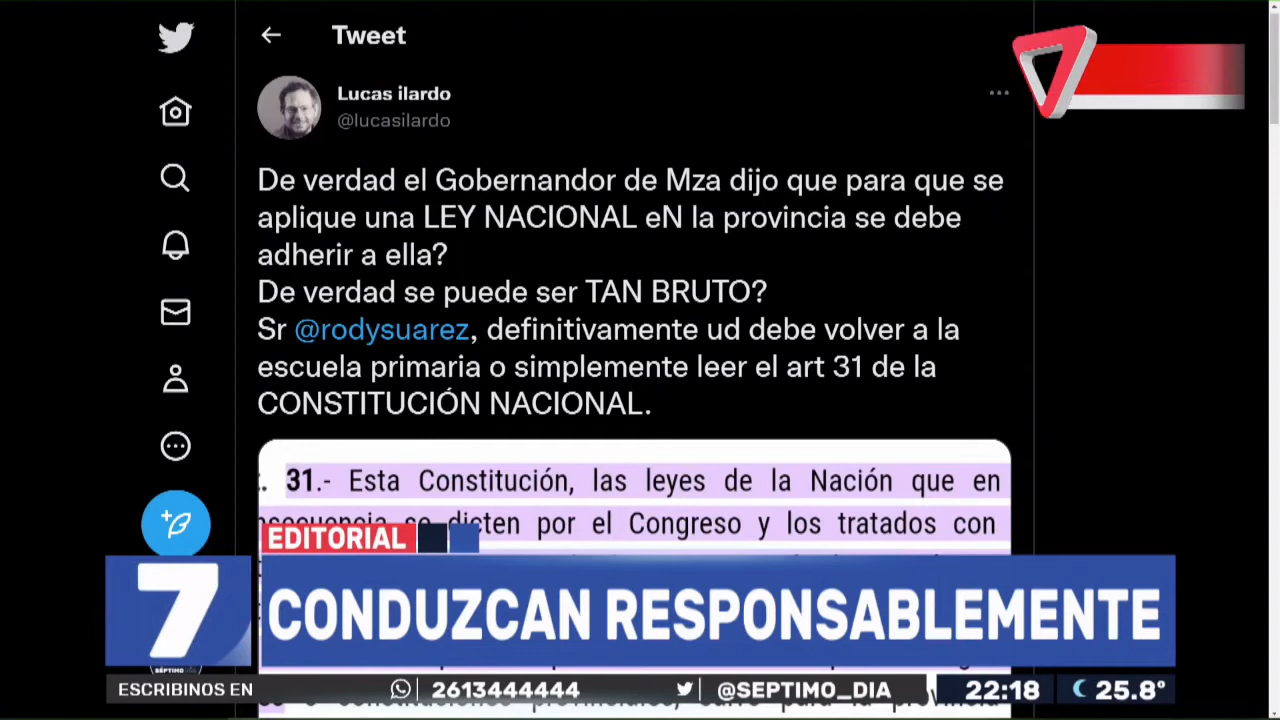 Tweet
Lucas ilardo
@lucasilardo
De verdad el Gobernandor de Mza dijo que para que se
aplique una LEY NACIONAL eN la provincia se debe
adherir a ella?
De verdad se puede ser TAN BRUTO?
Sr @rodysuarez, definitivamente ud debe volver a la
escuela primaria o simplemente leer el art 31 de la
CONSTITUCIÓN NACIONAL.
31.- Esta Constitución, las leyes de la Nación que en
se dicten por el Congreso y los tratados con
EDITORIAL
7 CONDUZCAN RESPONSABLEMENTE
SÉPTIMO
ESCRIBINOS EN 2613444444 @SEPTIMO_DIA 22:18 25.8°